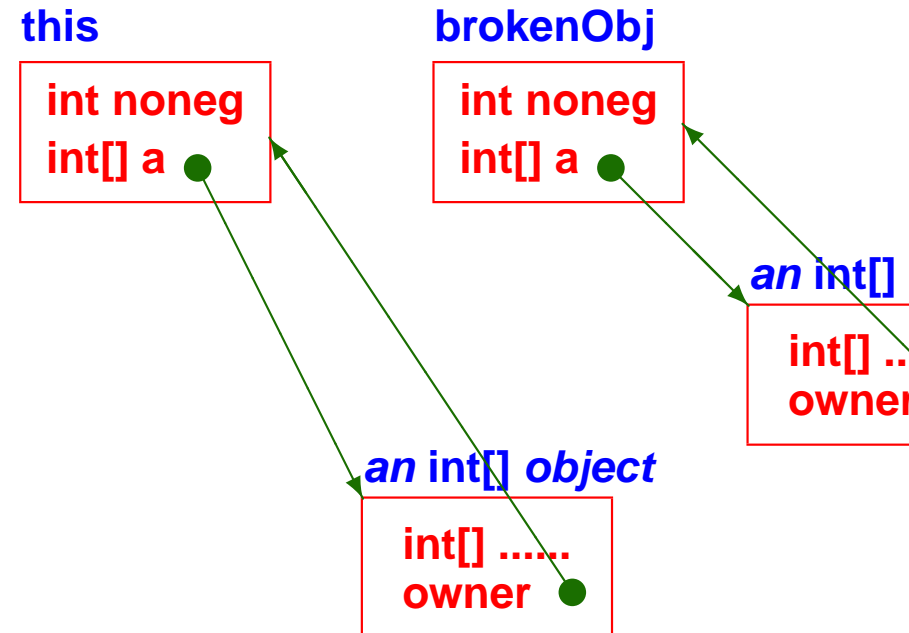 this
int noneg
int[] a
brokenObj
int noneg
int[] a
an int[]
int[] ..
owner
an int[] object
int[] ......
owner